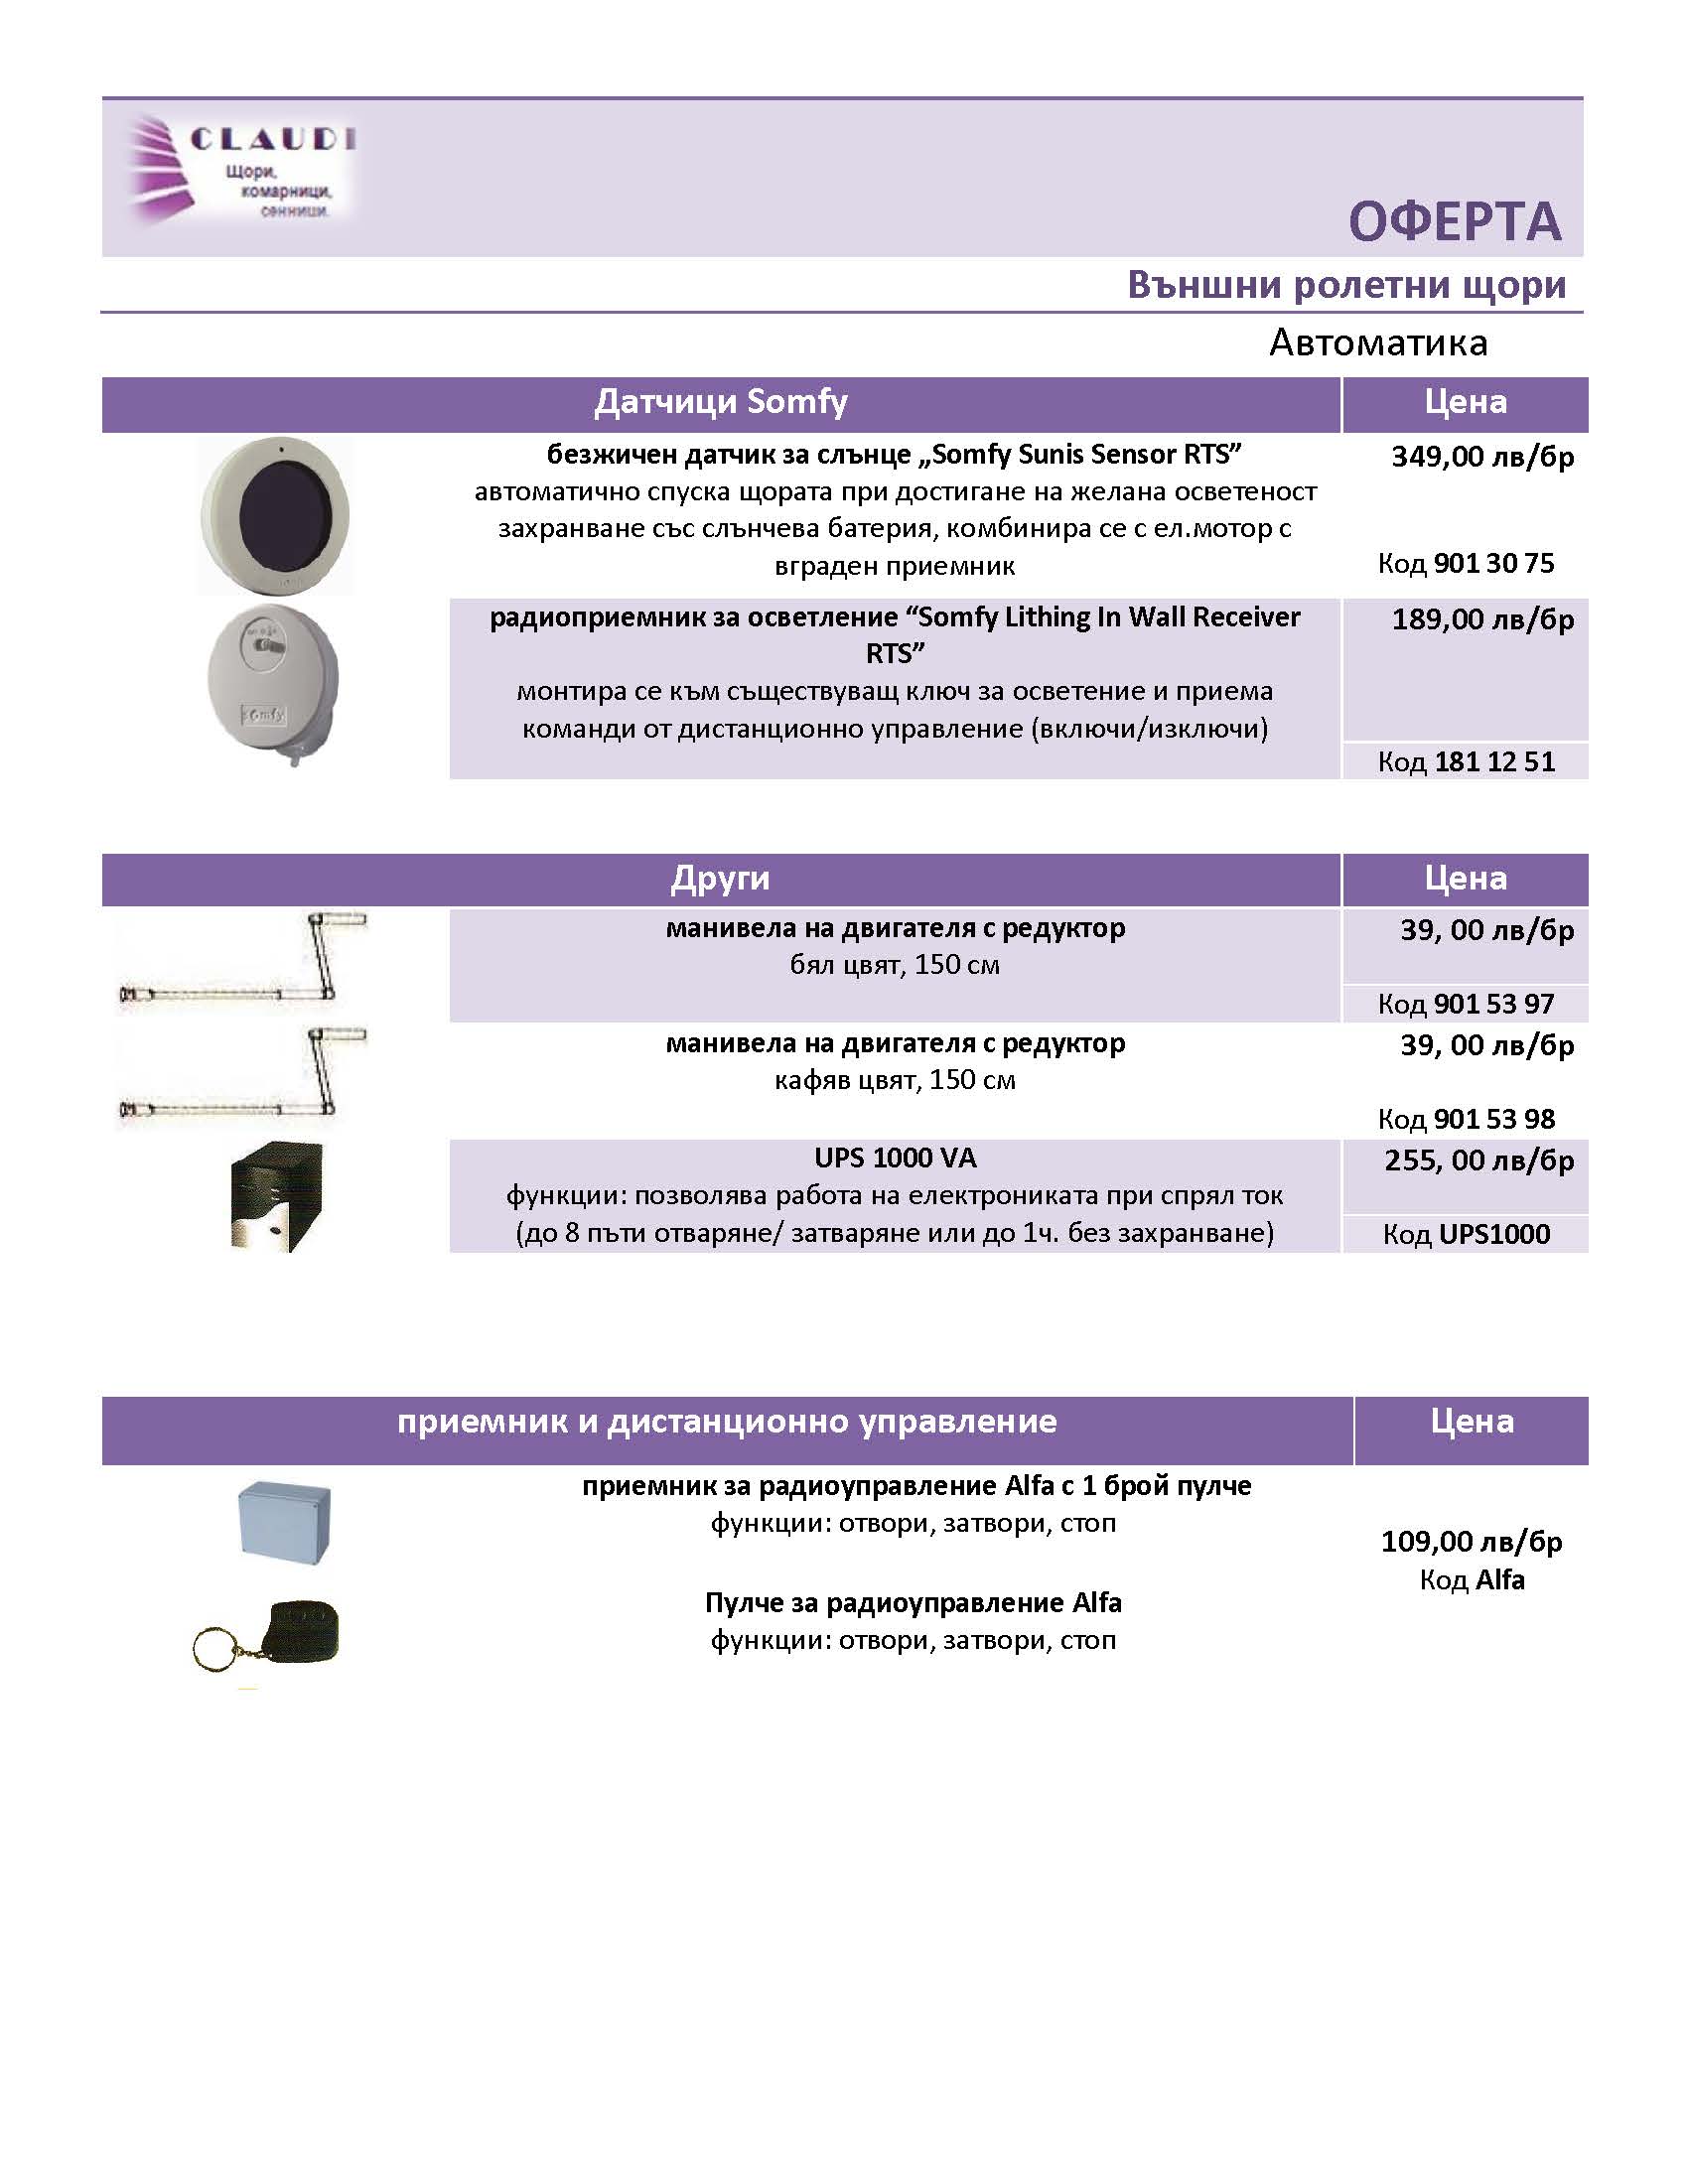 CLAUDI
Щори,
комарници,
сенници.
ОФЕРТА
Външни ролетни щори
Автоматика
Датчици Somfy
Цена
безжичен датчик за слънце „Somfy Sunis Sensor RTS”
349,00 лв/бр
автоматично спуска щората при достигане на желана осветеност
захранване със слънчева батерия, комбинира се с ел.мотор с
вграден приемник
Код 901 30 75
радиоприемник за осветление “Somfy Lithing In Wall Receiver
RTS”
189,00 лв/бр
монтира се към съществуващ ключ за осветение и приема
команди от дистанционно управление (включи/изключи)
Код 181 12 51
somfy
Други
Цена
манивела на двигателя с редуктор
39, 00 лв/бр
бял цвят, 150 см
Код 901 53 97
манивела на двигателя с редуктор
39, 00 лв/бр
кафяв цвят, 150 см
Код 901 53 98
UPS 1000 VA
255, 00 лв/бр
функции: позволява работа на електрониката при спрял ток
(до 8 пъти отваряне/ затваряне или до 1ч. без захранване)
Код UPS1000
приемник и дистанционно управление
Цена
приемник за радиоуправление Alfa с 1 брой пулче
функции: отвори, затвори, стоп
109,00 лв/бр
Код Alfa
Пулче за радиоуправление Alfa
функции: отвори, затвори, стоп